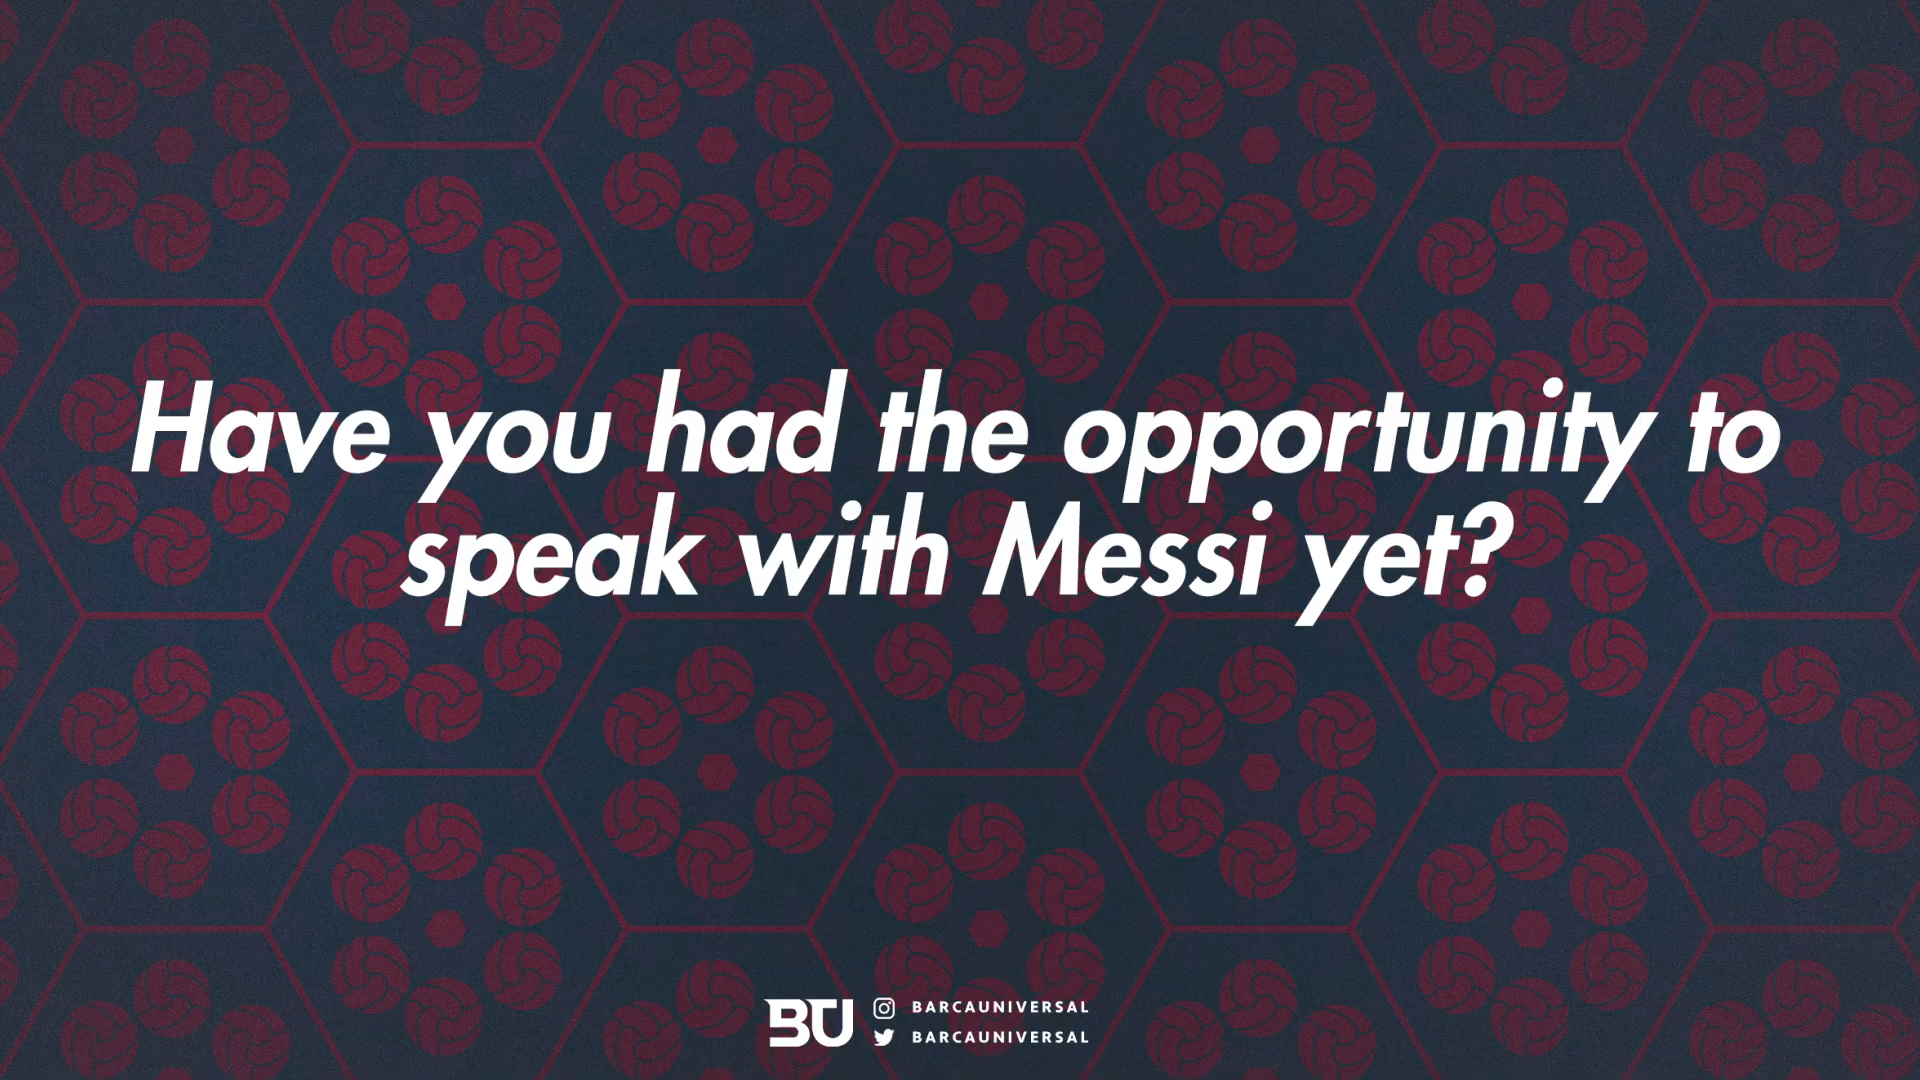 Have you had the opportunity to
speak with Messi yet?
BU
BARCAUNIVERSAL
BARCAUNIVERSAL